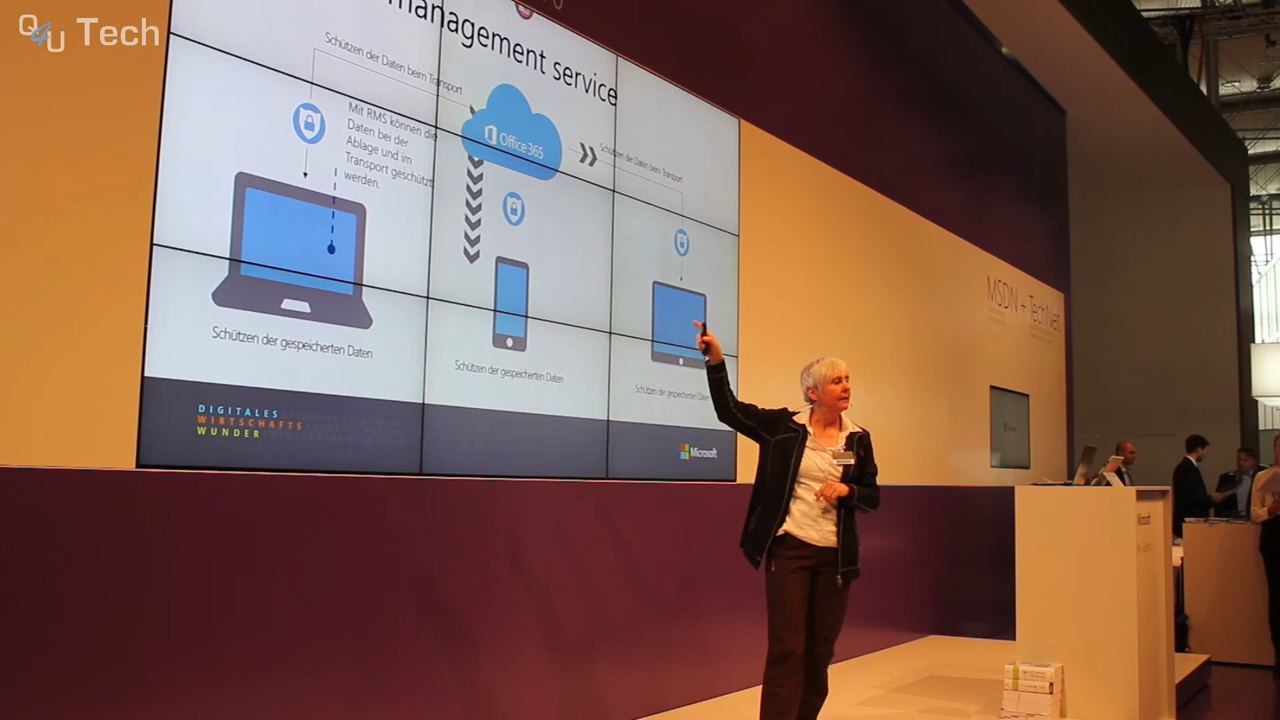 Q4U Tech
management service
Schützen der Daten beim Transport
Mit RMS können die
Daten bei der
Ablage und im
Transport geschützt
werden.
Office 365
Schützen der Daten beim Transport
Schützen der gespeicherten Daten
Schützen der gespeicherten Daten
Schützen der gespeicherten Daten
DIGITALES
WIRTSCHAFTS
WUNDER
Microsoft
MSDN + TechNet
Microsoft